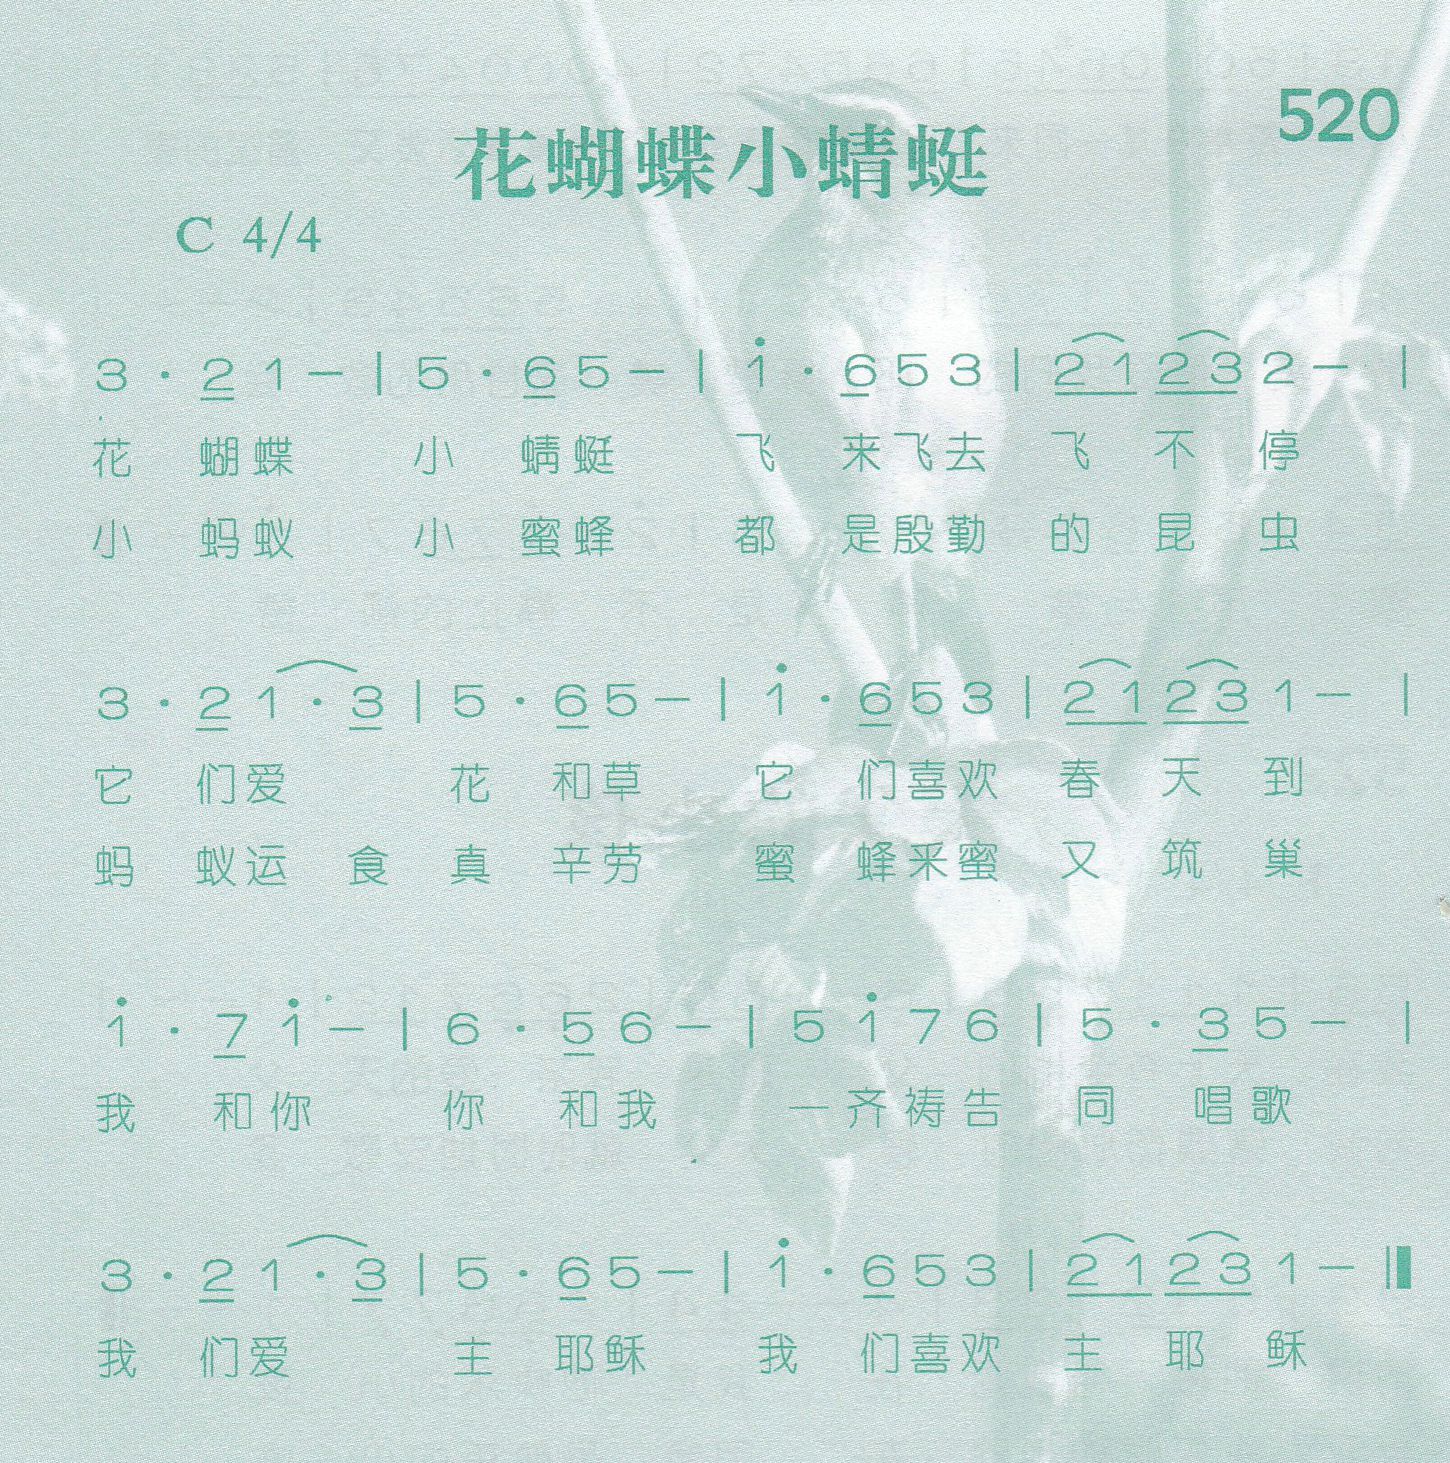 520
花蝴蝶小蜻蜓
C 4/4
3 · 2 1 — | 5 · 6 5 — | i · 6 5 3 | 2 1 2 3 2 — |
花 蝴蝶 小 蜻蜓 飞 来飞去 飞 不 停
小 蚂蚁 小 蜜蜂 都 是殷勤 的 昆 虫
3 · 2 1 · 3 | 5 · 6 5 — | i · 6 5 3 | 2 1 2 3 1 — |
它 们爱 花 和草 它 们喜欢 春 天 到
蚂 蚁运 食 真 辛劳 蜜 蜂采蜜 又 筑 巢
i · 7 i — | 6 · 5 6 — | 5 i 7 6 | 5 · 3 5 — |
我 和你 你 和我 一齐祷告 同 唱歌
3 · 2 1 · 3 | 5 · 6 5 — | i · 6 5 3 | 2 1 2 3 1 — ‖
我 们爱 主 耶稣 我 们喜欢 主 耶 稣